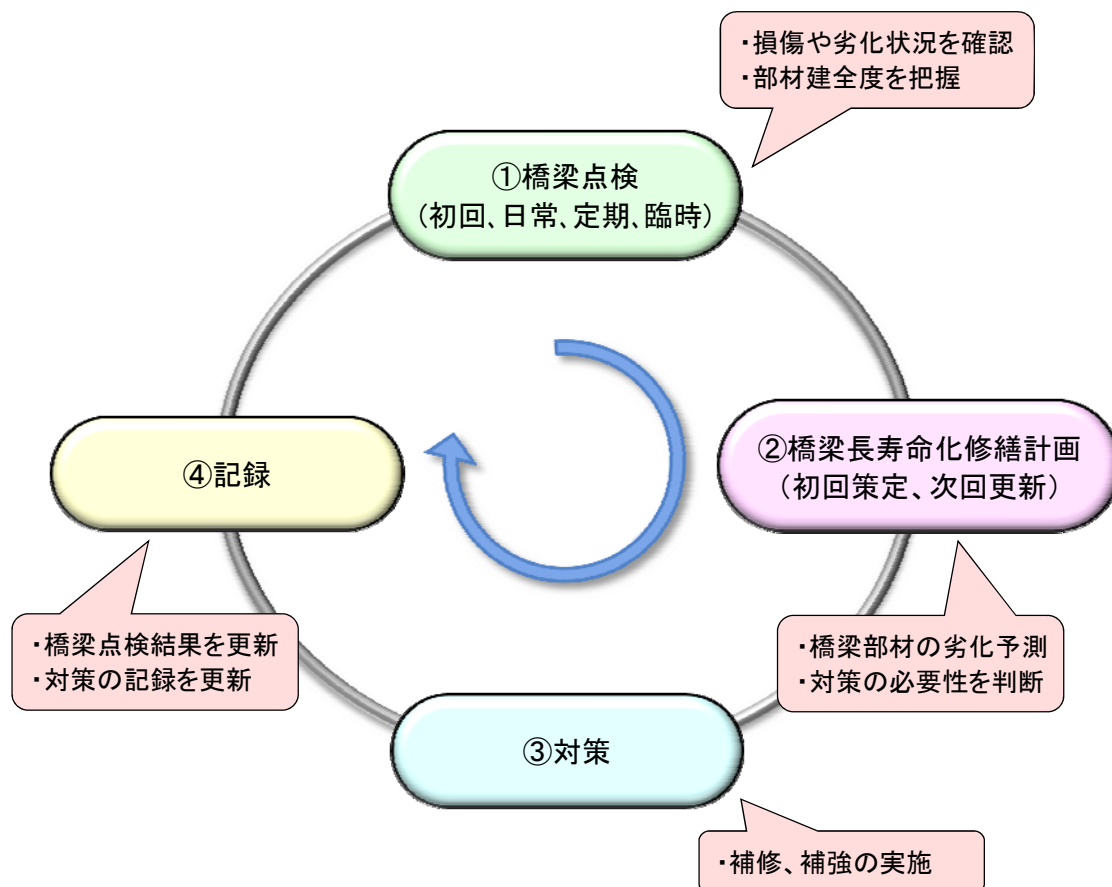 ・損傷や劣化状況を確認
・部材建全度を把握
①橋梁点検
(初回、日常、定期、臨時)
②橋梁長寿命化修繕計画
(初回策定、次回更新)
・橋梁部材の劣化予測
・対策の必要性を判断
③対策
・補修、補強の実施
④記録
・橋梁点検結果を更新
・対策の記録を更新